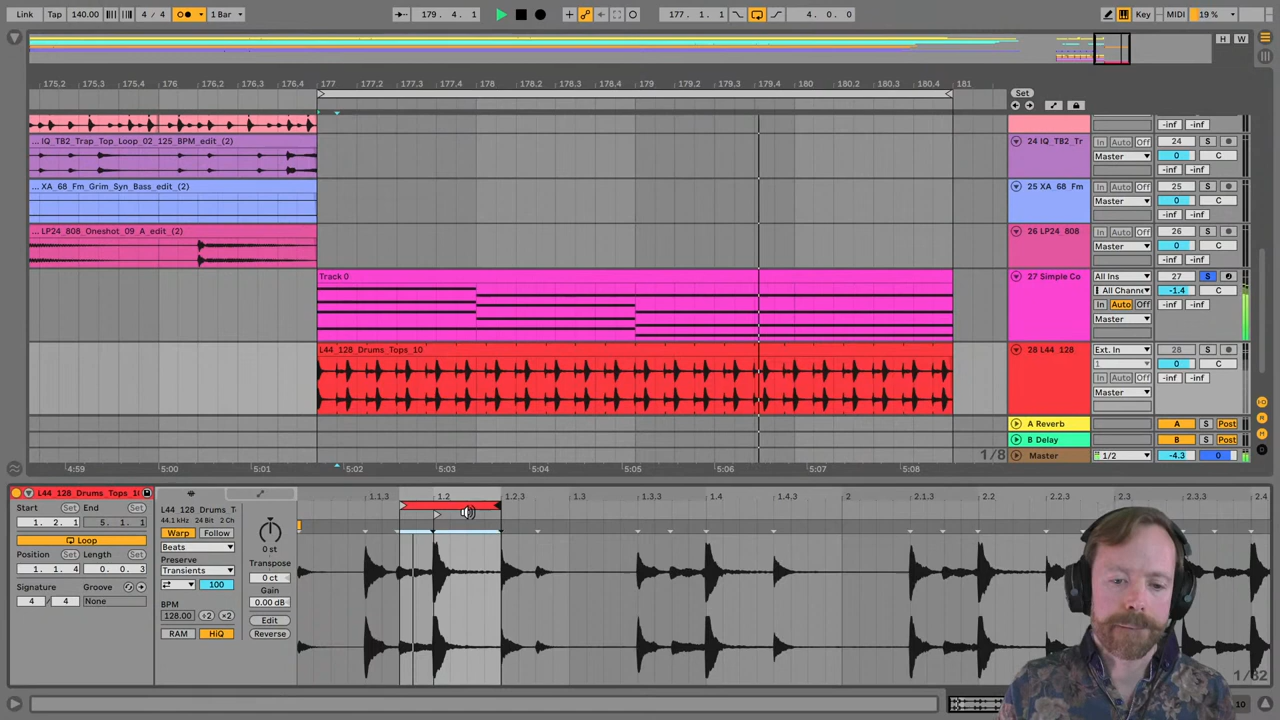 Link Tap 140.00 4 / 4 1 Bar 179. 4. 1 177. 1. 1 4. 0. 0 Key MIDI 19 %
H W
175.2 175.3 175.4 176 176.2 176.3 176.4 177 177.2 177.3 177.4 178 178.2 178.3 178.4 179 179.2 179.3 179.4 180 180.2 180.3 180.4 181
Set
-inf -inf
... IQ_TB2_Trap_Top_Loop_02_125_BPM_edit_(2) 24 IQ_TB2_Tr In Auto Off 24 S
Master 0 C
-inf -inf
... XA_68_Fm_Grim_Syn_Bass_edit_(2) 25 XA_68_Fm In Auto Off 25 S
Master 0 C
-inf -inf
... LP24_808_Oneshot_09_A_edit_(2) 26 LP24_808 In Auto Off 26 S
Master 0 C
-inf -inf
Track 0 27 Simple Co All Ins 27 S
All Channe -1.4 C
In Auto Off -inf -inf
Master
L44_128_Drums_Tops_10 28 L44_128 Ext. In 28 S
1 0 C
In Auto Off -inf -inf
Master
A Reverb A S Post
B Delay B S Post
Master 1/2 -4.3 0
1/8
4:59 5:00 5:01 5:02 5:03 5:04 5:05 5:06 5:07 5:08
L44_128_Drums_Tops_10
Start Set End Set
1. 2. 1 5. 1. 1
Loop
Position Set Length Set
1. 1. 4 0. 0. 3
Signature Groove
4 / 4 None
L44_128_Drums_Tops
44.1 kHz 24 Bit 2 Ch
Warp Follow
Beats
Preserve
Transients
100
BPM
128.00 ÷2 ×2
RAM HiQ
0 st
Transpose
0 ct
Gain
0.00 dB
Edit
Reverse
1.1.3 1.2 1.2.3 1.3 1.3.3 1.4 1.4.3 2 2.1.3 2.2 2.2.3 2.3 2.3.3 2.4
1/32
10